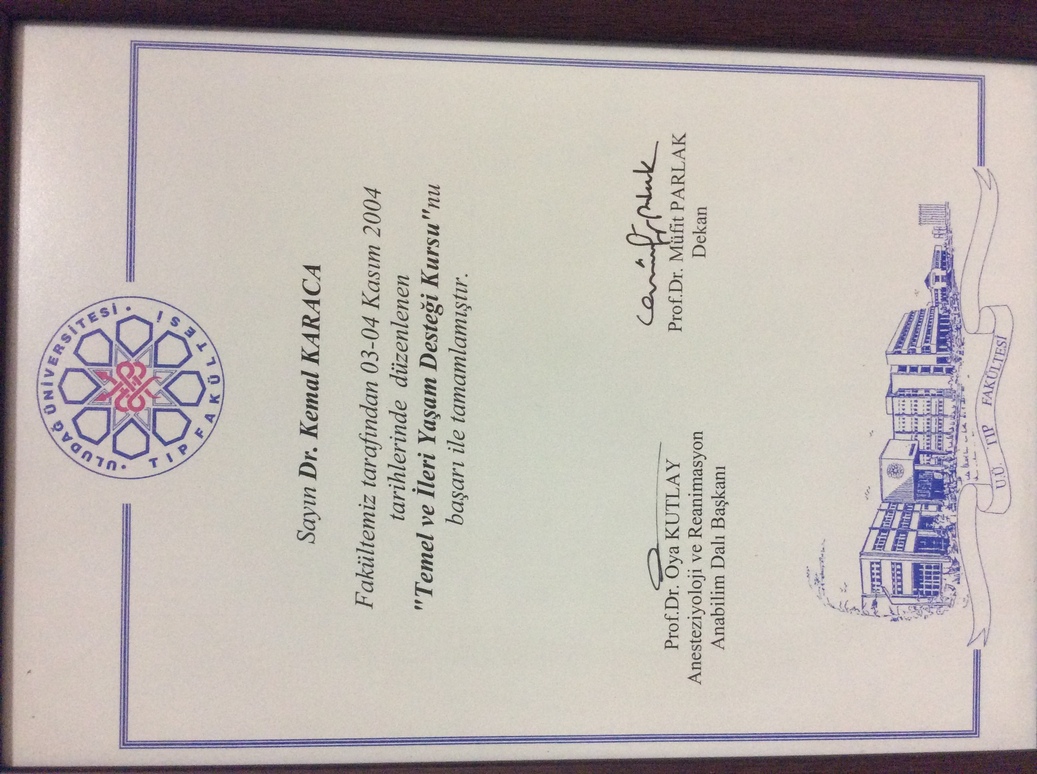 ULUDAĞ ÜNİVERSİTESİ
TIP FAKÜLTESİ
Sayın Dr. Kemal KARACA
Fakültemiz tarafından 03-04 Kasım 2004
tarihlerinde düzenlenen
"Temel ve İleri Yaşam Desteği Kursu"nu
başarı ile tamamlamıştır.
Prof.Dr. Oya KUTLAY
Anesteziyoloji ve Reanimasyon
Anabilim Dalı Başkanı
Prof.Dr. Müfit PARLAK
Dekan
U.Ü. TIP FAKÜLTESİ